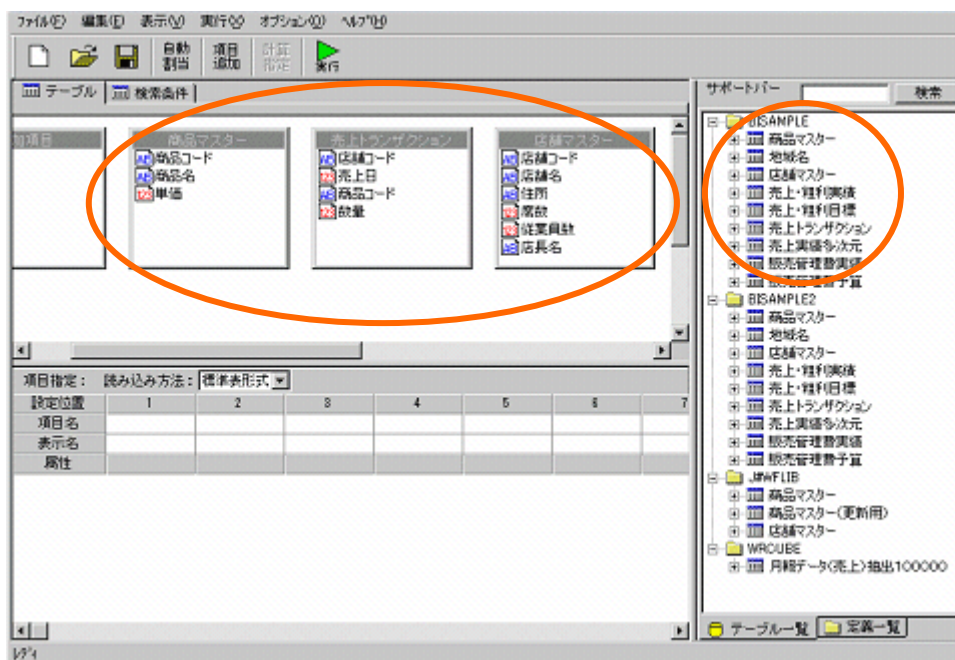 ファイル(F) 編集(E) 表示(V) 実行(X) オプション(O) ヘルプ(H)
自動割当 項目追加 計算指定 実行
テーブル 検索条件
加項目
商品マスター
商品コード
商品名
単価
売上トランザクション
店舗コード
売上日
商品コード
数量
店舗マスター
店舗コード
店舗名
住所
席数
従業員数
店長名
項目指定: 読み込み方法: 標準表形式
設定位置 1 2 3 4 5 6 7
項目名
表示名
属性
レディ
サポートバー 検索
BISAMPLE
商品マスター
地域名
店舗マスター
売上・粗利実績
売上・粗利目標
売上トランザクション
売上実績多次元
販売管理費実績
販売管理費予算
BISAMPLE2
商品マスター
地域名
店舗マスター
売上・粗利実績
売上・粗利目標
売上トランザクション
売上実績多次元
販売管理費実績
販売管理費予算
J#WFLIB
商品マスター
商品マスター(更新用)
店舗マスター
WRCUBE
月報データ(売上)抽出100000
テーブル一覧 定義一覧